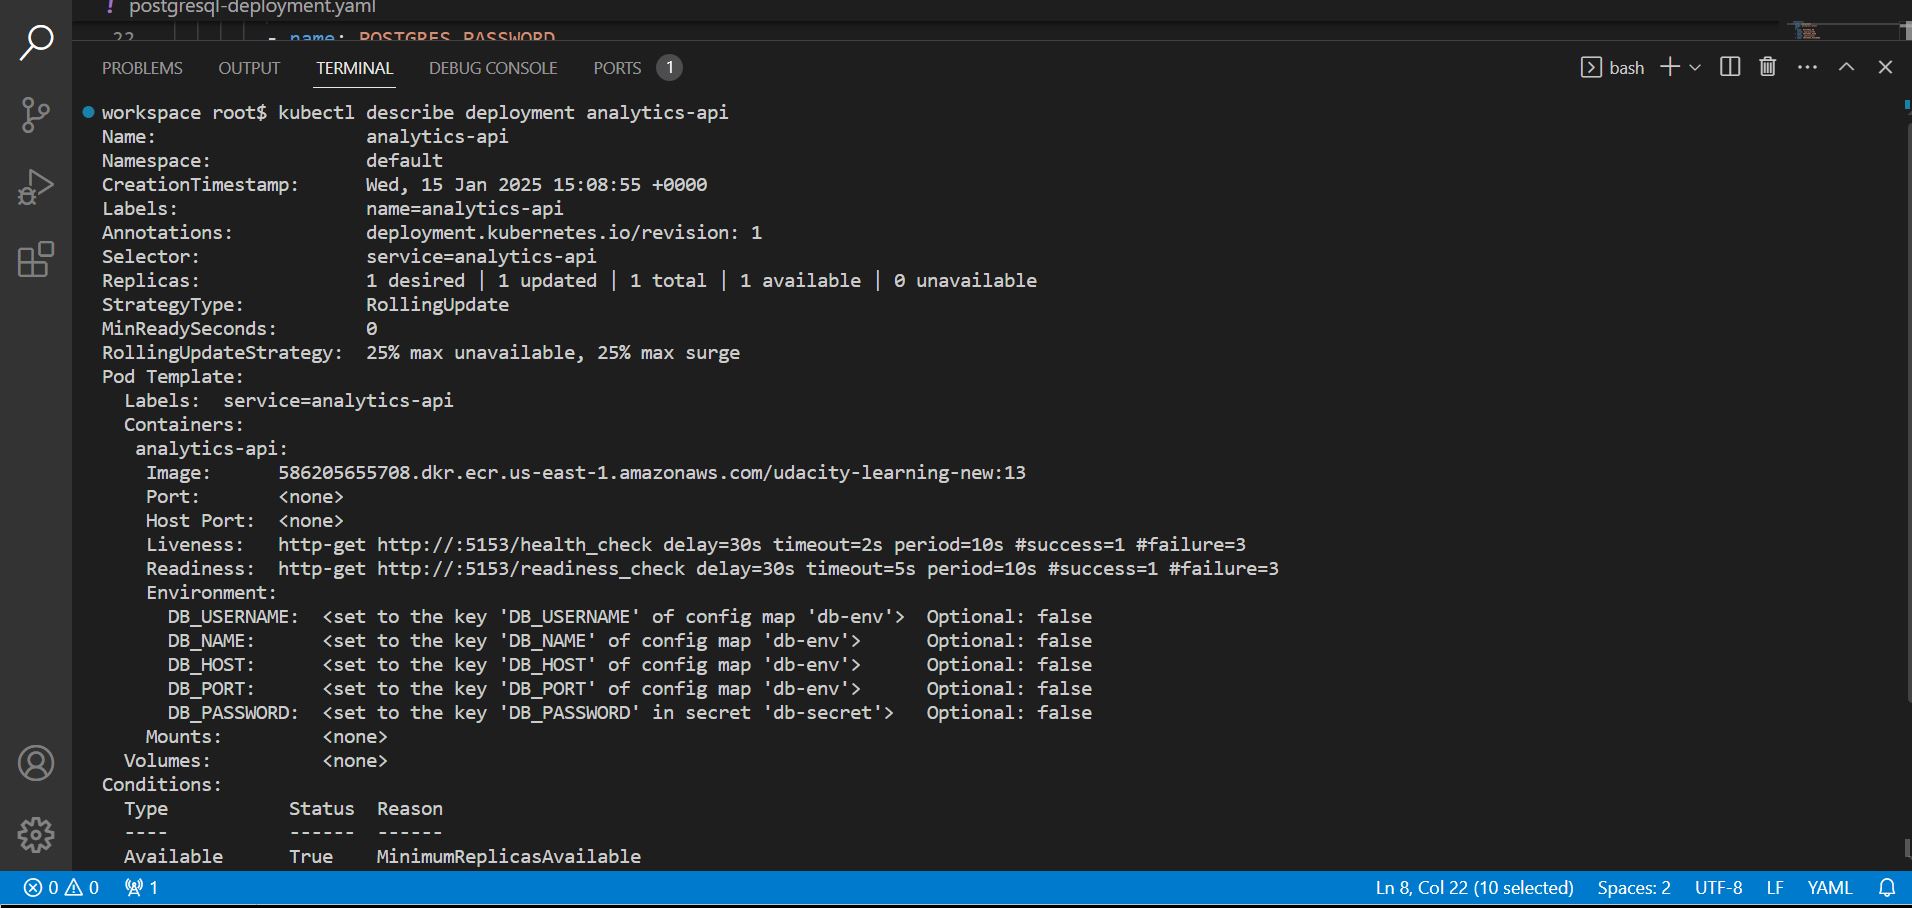 ! postgresql-deployment.yaml
22 - name: POSTGRES_PASSWORD
PROBLEMS OUTPUT TERMINAL DEBUG CONSOLE PORTS 1 bash
workspace root$ kubectl describe deployment analytics-api
Name: analytics-api
Namespace: default
CreationTimestamp: Wed, 15 Jan 2025 15:08:55 +0000
Labels: name=analytics-api
Annotations: deployment.kubernetes.io/revision: 1
Selector: service=analytics-api
Replicas: 1 desired | 1 updated | 1 total | 1 available | 0 unavailable
StrategyType: RollingUpdate
MinReadySeconds: 0
RollingUpdateStrategy: 25% max unavailable, 25% max surge
Pod Template:
Labels: service=analytics-api
Containers:
analytics-api:
Image: 586205655708.dkr.ecr.us-east-1.amazonaws.com/udacity-learning-new:13
Port: <none>
Host Port: <none>
Liveness: http-get http://:5153/health_check delay=30s timeout=2s period=10s #success=1 #failure=3
Readiness: http-get http://:5153/readiness_check delay=30s timeout=5s period=10s #success=1 #failure=3
Environment:
DB_USERNAME: <set to the key 'DB_USERNAME' of config map 'db-env'> Optional: false
DB_NAME: <set to the key 'DB_NAME' of config map 'db-env'> Optional: false
DB_HOST: <set to the key 'DB_HOST' of config map 'db-env'> Optional: false
DB_PORT: <set to the key 'DB_PORT' of config map 'db-env'> Optional: false
DB_PASSWORD: <set to the key 'DB_PASSWORD' in secret 'db-secret'> Optional: false
Mounts: <none>
Volumes: <none>
Conditions:
Type Status Reason
---- ------ ------
Available True MinimumReplicasAvailable
0 0 1 Ln 8, Col 22 (10 selected) Spaces: 2 UTF-8 LF YAML